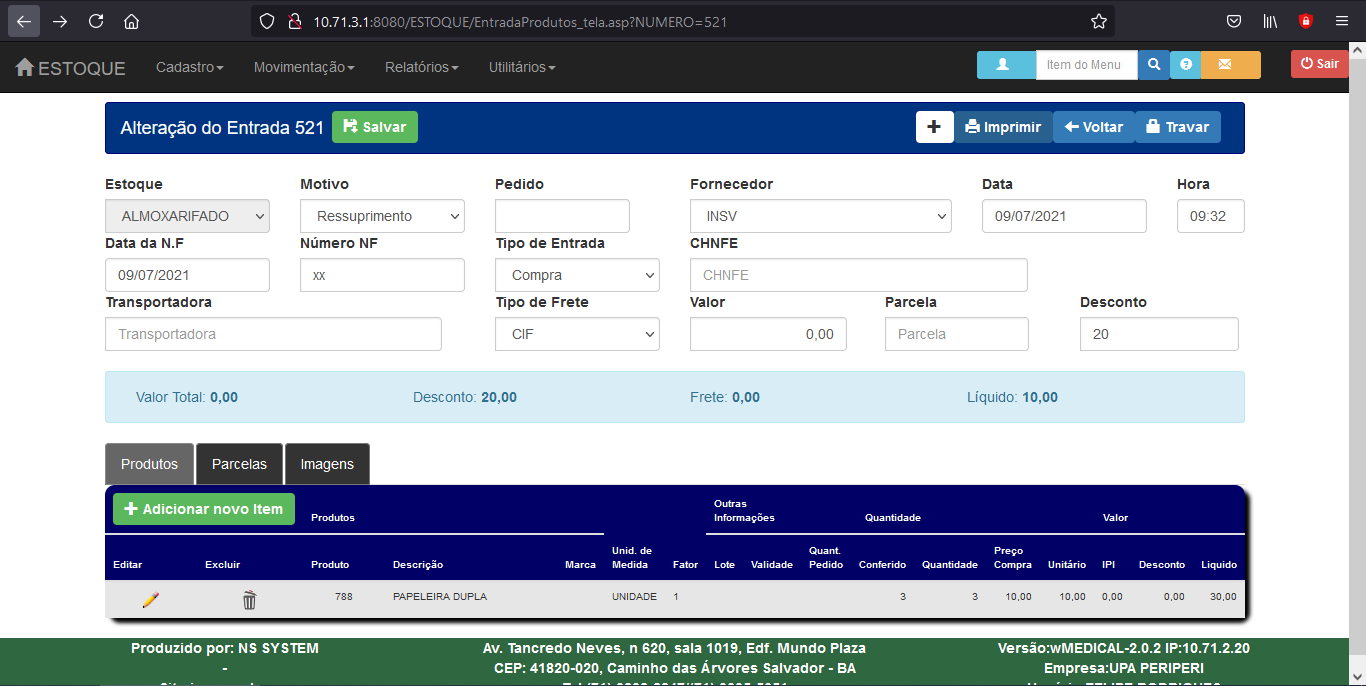 10.71.3.1:8080/ESTOQUE/EntradaProdutos_tela.asp?NUMERO=521
ESTOQUE Cadastro Movimentação Relatórios Utilitários Item do Menu Sair
Alteração do Entrada 521 Salvar Imprimir Voltar Travar
Estoque Motivo Pedido Fornecedor Data Hora
ALMOXARIFADO Ressuprimento INSV 09/07/2021 09:32
Data da N.F Número NF Tipo de Entrada CHNFE
09/07/2021 xx Compra CHNFE
Transportadora Tipo de Frete Valor Parcela Desconto
Transportadora CIF 0,00 Parcela 20
Valor Total: 0,00 Desconto: 20,00 Frete: 0,00 Líquido: 10,00
Produtos Parcelas Imagens
Adicionar novo Item Produtos Outras Informações Quantidade Valor
Editar Excluir Produto Descrição Marca Unid. de Medida Fator Lote Validade Quant. Pedido Conferido Quantidade Preço Compra Unitário IPI Desconto Liquido
788 PAPELEIRA DUPLA UNIDADE 1 3 3 10,00 10,00 0,00 0,00 30,00
Produzido por: NS SYSTEM Av. Tancredo Neves, n 620, sala 1019, Edf. Mundo Plaza Versão:wMEDICAL-2.0.2 IP:10.71.2.20
- CEP: 41820-020, Caminho das Árvores Salvador - BA Empresa:UPA PERIPERI